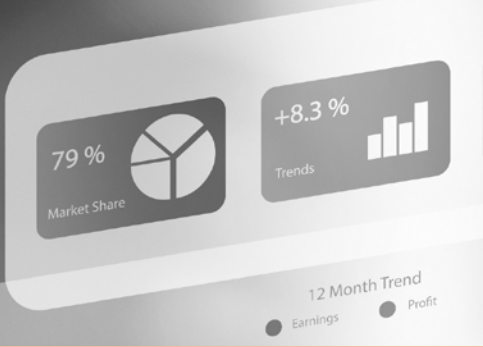 79 %
Market Share
+8.3 %
Trends
12 Month Trend
Earnings
Profit